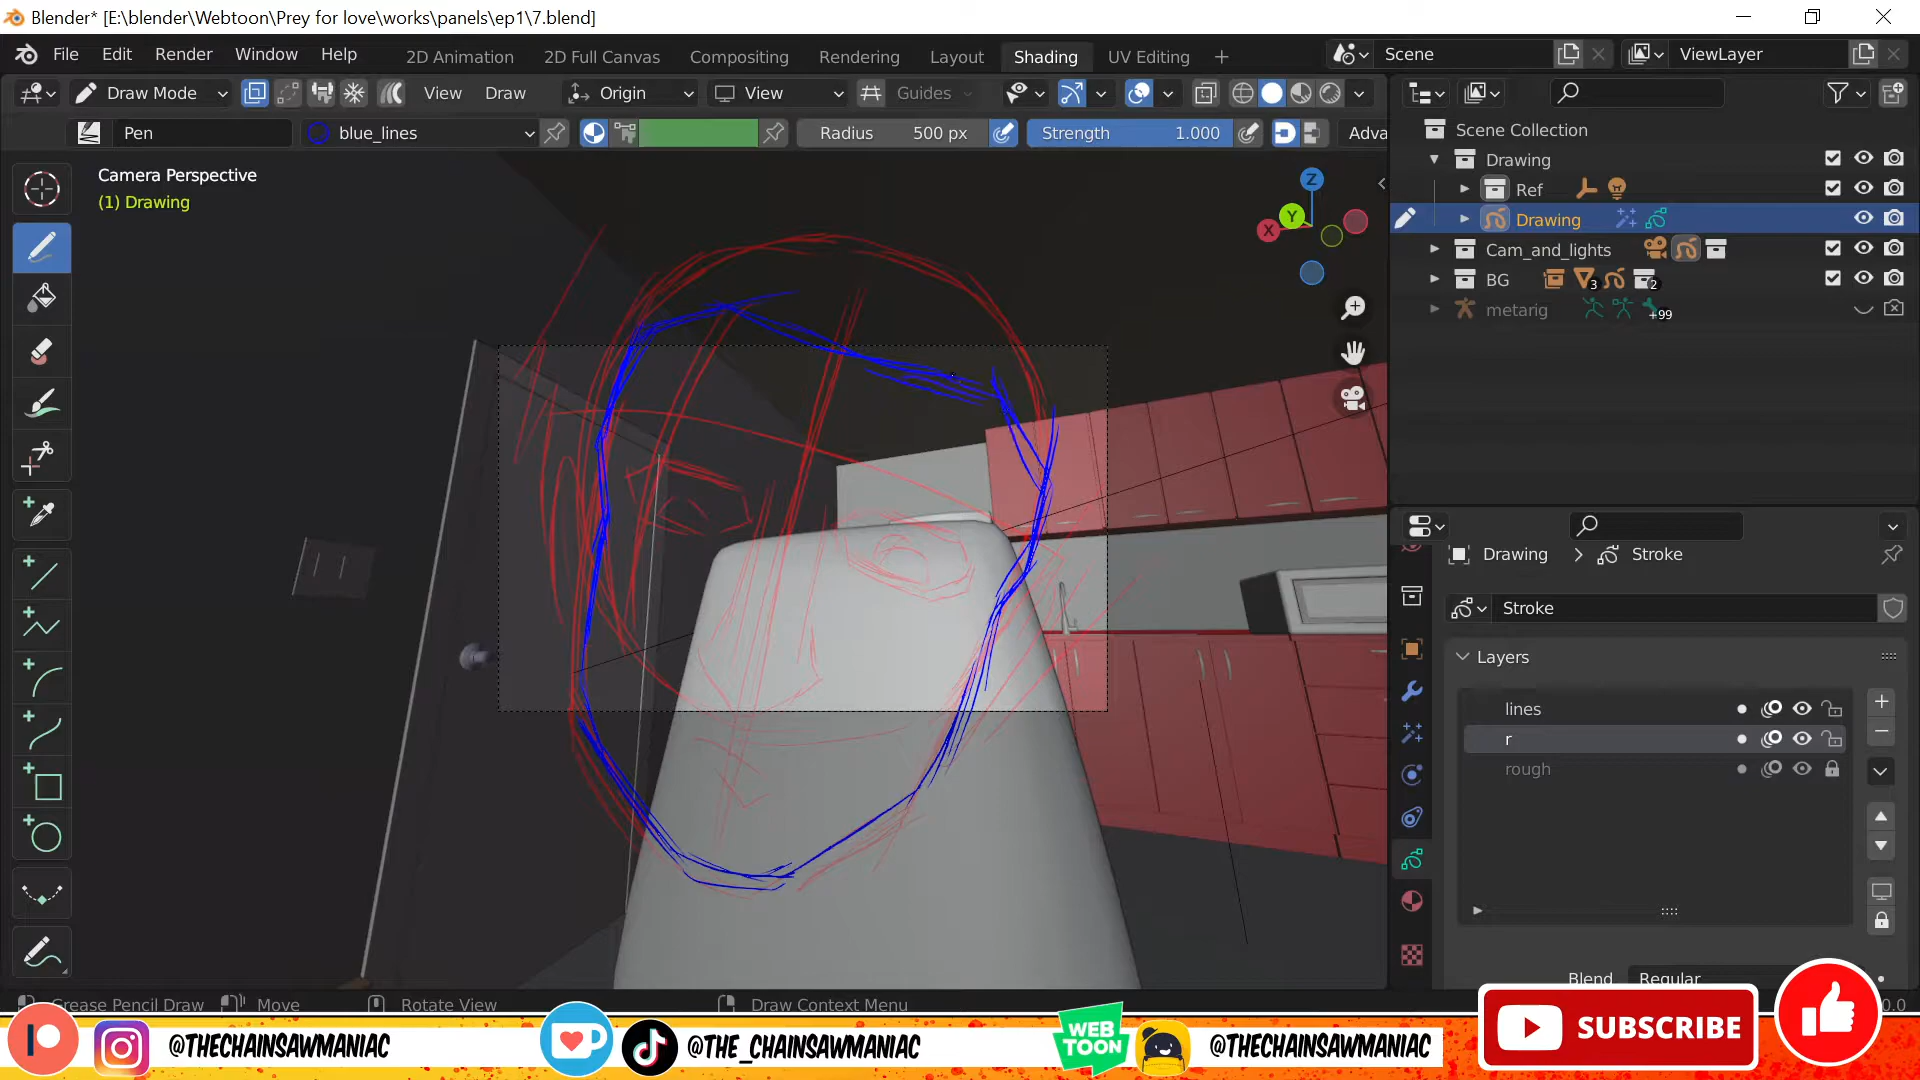 Blender* [E:\blender\Webtoon\Prey for love\works\panels\ep1\7.blend]
File Edit Render Window Help 2D Animation 2D Full Canvas Compositing Rendering Layout Shading UV Editing + Scene ViewLayer
Draw Mode View Draw Origin View Guides
Pen blue_lines Radius 500 px Strength 1.000 Adva
Camera Perspective
(1) Drawing
Z
Y
X
Scene Collection
Drawing
Ref
Drawing
Cam_and_lights
BG 3 2
metarig +99
Drawing > Stroke
Stroke
Layers
lines
r
rough
Blend Regular
Grease Pencil Draw Move Rotate View Draw Context Menu
@THECHAINSAWMANIAC @THE_CHAINSAWMANIAC WEB TOON @THECHAINSAWMANIAC SUBSCRIBE